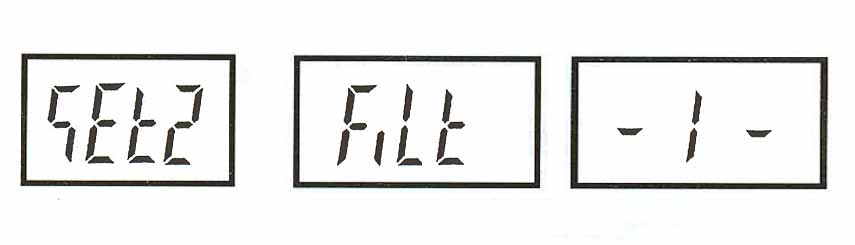 SEt2 FiLt - 1 -